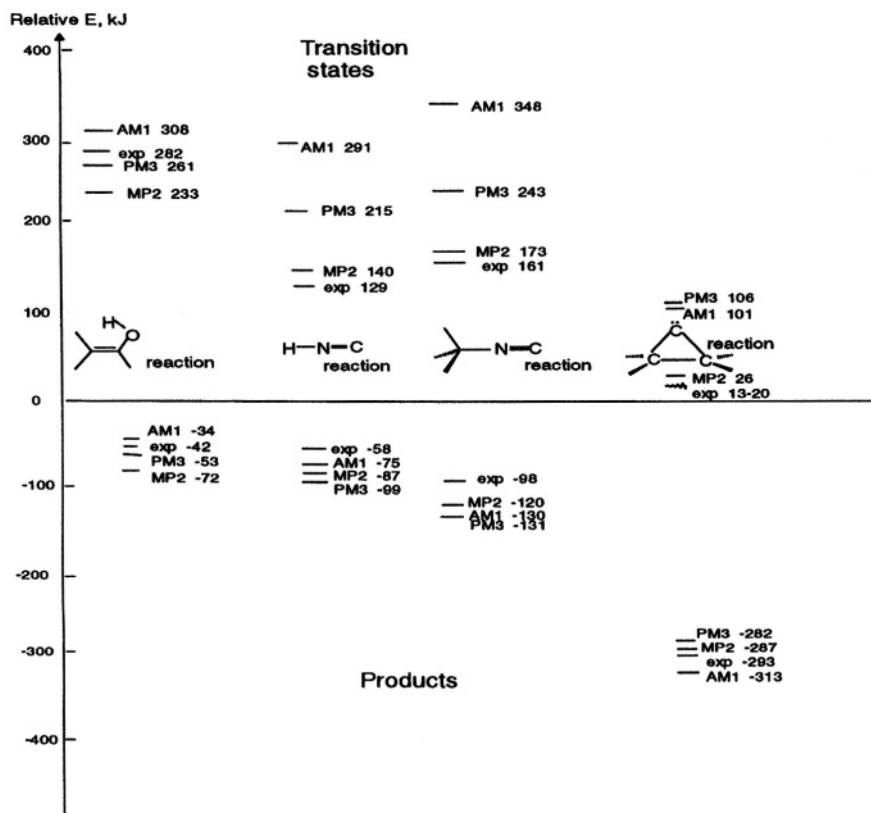 Relative E, kJ
400
300
200
100
0
-100
-200
-300
-400
Transition
states
AM1 308
exp 282
PM3 261
MP2 233
AM1 291
PM3 215
MP2 140
exp 129
AM1 348
PM3 243
MP2 173
exp 161
PM3 106
AM1 101
H O
reaction
H N C
reaction
N C
reaction
C
C C
reaction
MP2 26
exp 13-20
AM1 -34
exp -42
PM3 -53
MP2 -72
exp -58
AM1 -75
MP2 -87
PM3 -99
exp -98
MP2 -120
AM1 -130
PM3 -131
PM3 -282
MP2 -287
exp -293
AM1 -313
Products